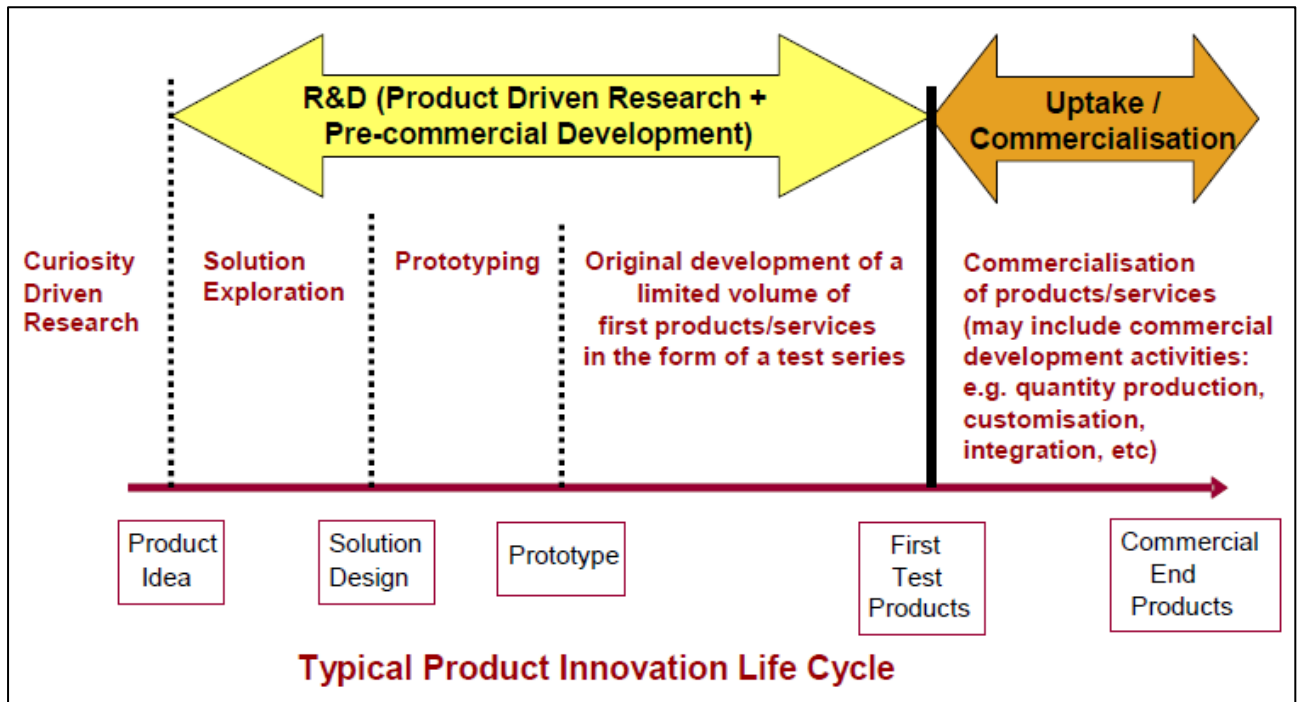 R&D (Product Driven Research +
Pre-commercial Development)
Uptake /
Commercialisation
Curiosity
Driven
Research
Solution
Exploration
Prototyping
Original development of a
limited volume of
first products/services
in the form of a test series
Commercialisation
of products/services
(may include commercial
development activities:
e.g. quantity production,
customisation,
integration, etc)
Product
Idea
Solution
Design
Prototype
First
Test
Products
Commercial
End
Products
Typical Product Innovation Life Cycle